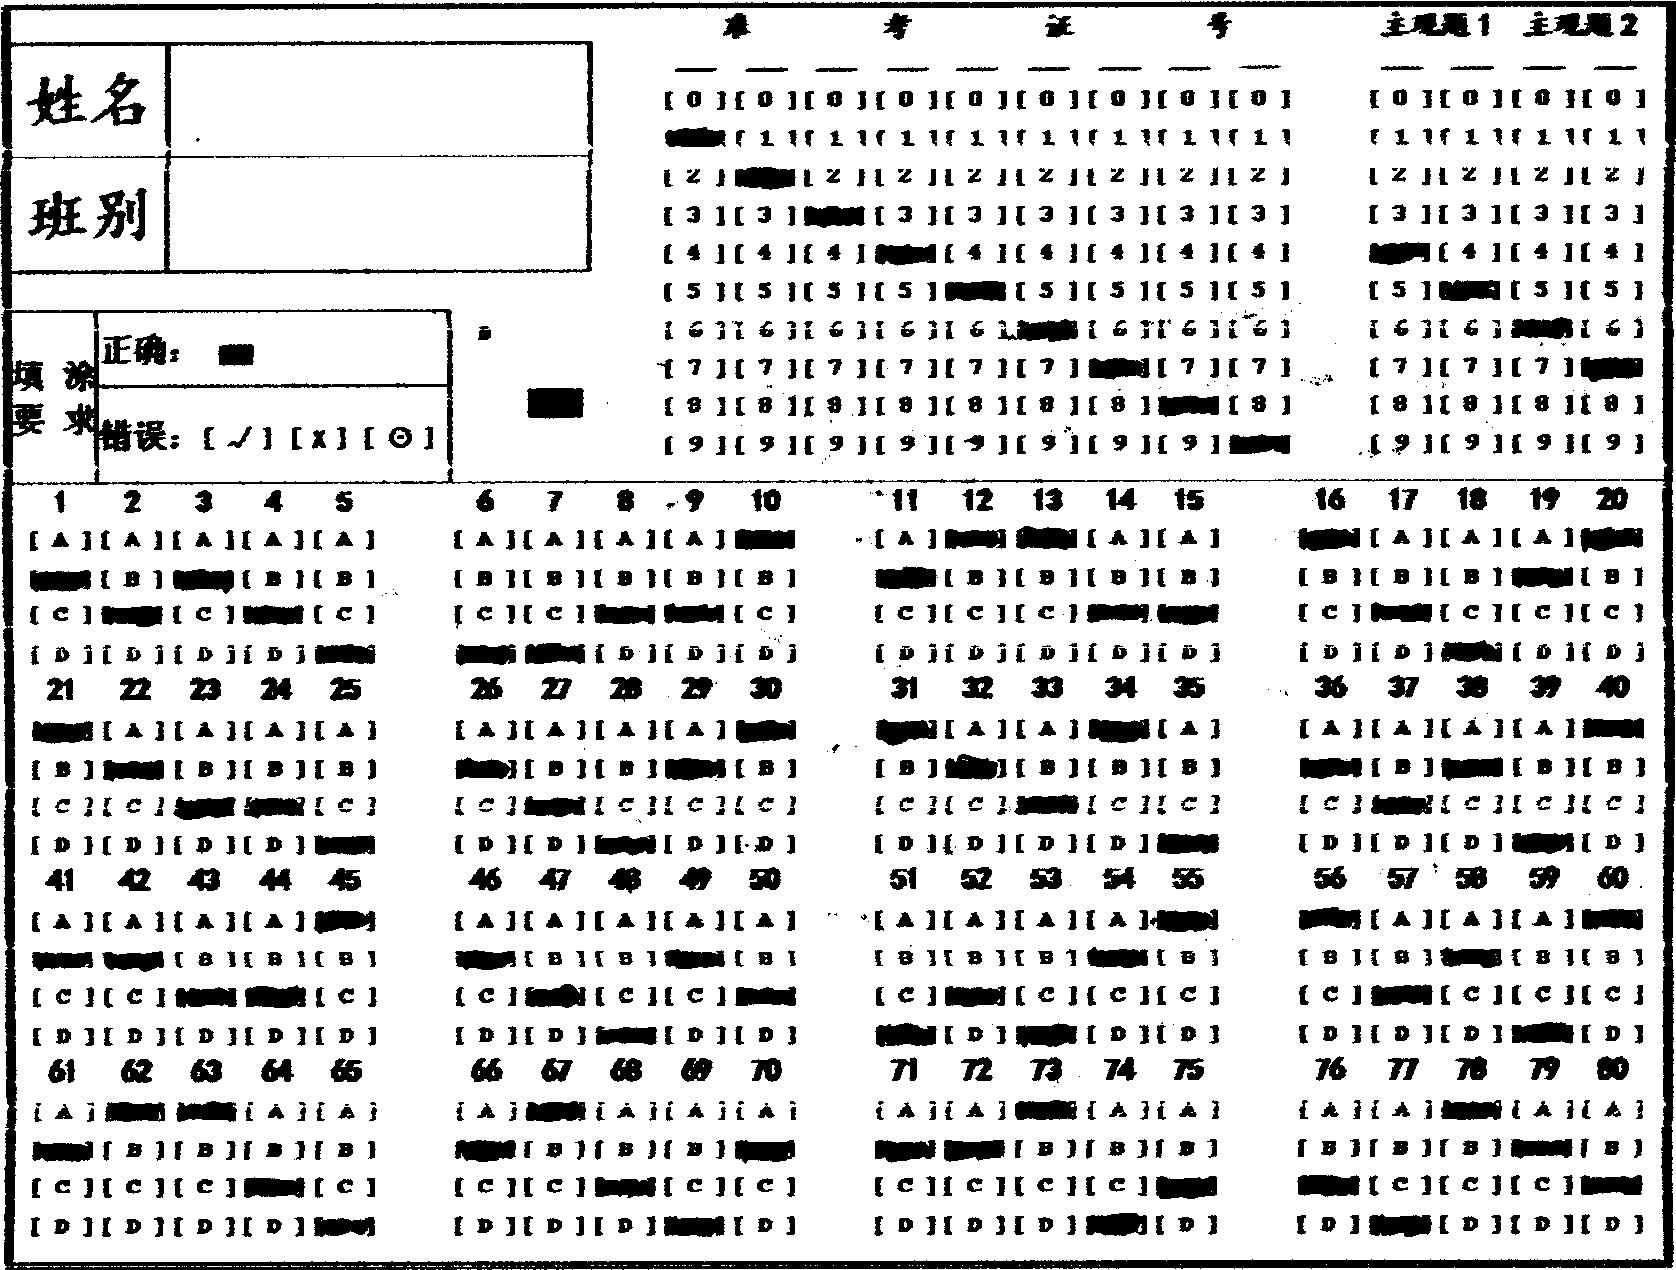 准 考 证 号 主观题1 主观题2
姓名
班别
[0][0][0][0][0][0][0][0][0] [0][0][0][0]
[1][1][1][1][1][1][1][1] [1][1][1][1]
[2][2][2][2][2][2][2][2] [2][2][2][2]
[3][3][3][3][3][3][3][3] [3][3][3][3]
[4][4][4][4][4][4][4][4] [4][4][4]
[5][5][5][5][5][5][5][5] [5][5][5]
[6][6][6][6][6][6][6][6] [6][6][6]
[7][7][7][7][7][7][7][7] [7][7][7]
[8][8][8][8][8][8][8][8] [8][8][8][8]
[9][9][9][9][9][9][9][9] [9][9][9][9]
填 涂
要 求
正确:
错误: [✓] [x] [⊙]
1 2 3 4 5 6 7 8 9 10 11 12 13 14 15 16 17 18 19 20
[A][A][A][A][A] [A][A][A][A] [A][A][A] [A][A][A]
[B][B][B] [B][B][B][B][B] [B][B][B][B] [B][B][B][B]
[C][C][C] [C][C][C] [C][C][C] [C][C][C][C]
[D][D][D][D] [D][D][D] [D][D][D][D][D] [D][D][D][D]
21 22 23 24 25 26 27 28 29 30 31 32 33 34 35 36 37 38 39 40
[A][A][A][A] [A][A][A][A] [A][A][A] [A][A][A][A]
[B][B][B][B] [B][B][B] [B][B][B][B] [B][B][B]
[C][C][C] [C][C][C][C] [C][C][C][C] [C][C][C][C]
[D][D][D][D] [D][D][D][D] [D][D][D][D] [D][D][D][D]
41 42 43 44 45 46 47 48 49 50 51 52 53 54 55 56 57 58 59 60
[A][A][A][A] [A][A][A][A][A] [A][A][A][A] [A][A][A]
[B][B][B] [B][B][B] [B][B][B][B] [B][B][B][B]
[C][C][C] [C][C][C] [C][C][C][C] [C][C][C][C]
[D][D][D][D][D] [D][D][D][D] [D][D][D] [D][D][D][D]
61 62 63 64 65 66 67 68 69 70 71 72 73 74 75 76 77 78 79 80
[A][A][A] [A][A][A][A] [A][A][A][A] [A][A][A][A]
[B][B][B][B] [B][B][B] [B][B][B] [B][B][B][B]
[C][C][C][C] [C][C][C][C] [C][C][C][C] [C][C][C]
[D][D][D][D] [D][D][D][D] [D][D][D][D] [D][D][D][D]